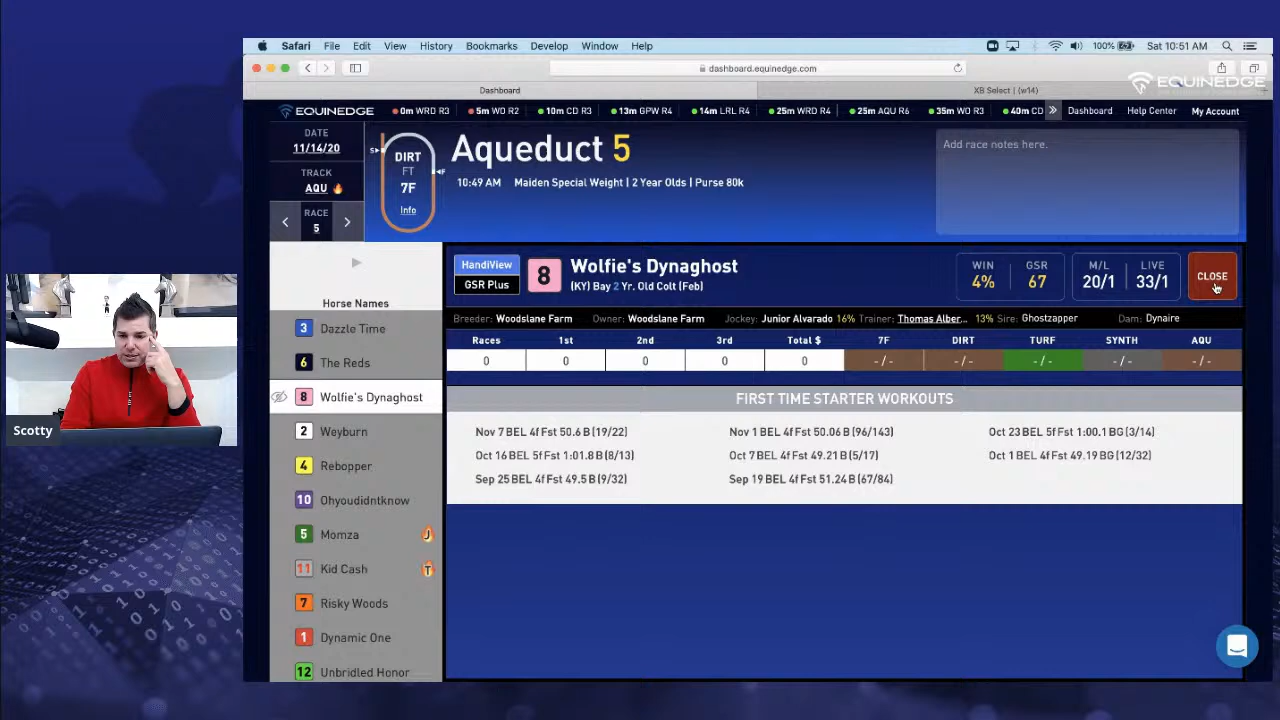 Safari File Edit View History Bookmarks Develop Window Help 100% Sat 10:51 AM
dashboard.equinedge.com
Dashboard XB Select | (w14)
EQUINEDGE
EQUINEDGE 0m WRD R3 5m WO R2 10m CD R3 13m GPW R4 14m LRL R4 25m WRD R4 25m AQU R6 35m WO R3 40m CD » Dashboard Help Center My Account
DATE
11/14/20
TRACK
AQU
RACE
5
S
F
DIRT
FT
7F
Info
Aqueduct 5
10:49 AM Maiden Special Weight | 2 Year Olds | Purse 80k
Add race notes here.
Horse Names
3 Dazzle Time
6 The Reds
8 Wolfie's Dynaghost
2 Weyburn
4 Rebopper
10 Ohyoudidntknow
5 Momza J
11 Kid Cash T
7 Risky Woods
1 Dynamic One
12 Unbridled Honor
HandiView
GSR Plus
8 Wolfie's Dynaghost
(KY) Bay 2 Yr. Old Colt (Feb)
WIN GSR M/L LIVE
4% 67 20/1 33/1
CLOSE
Breeder: Woodslane Farm Owner: Woodslane Farm Jockey: Junior Alvarado 16% Trainer: Thomas Alber... 13% Sire: Ghostzapper Dam: Dynaire
Races 1st 2nd 3rd Total $ 7F DIRT TURF SYNTH AQU
0 0 0 0 0 - / - - / - - / - - / - - / -
FIRST TIME STARTER WORKOUTS
Nov 7 BEL 4f Fst 50.6 B (19/22) Nov 1 BEL 4f Fst 50.06 B (96/143) Oct 23 BEL 5f Fst 1:00.1 BG (3/14)
Oct 16 BEL 5f Fst 1:01.8 B (8/13) Oct 7 BEL 4f Fst 49.21 B (5/17) Oct 1 BEL 4f Fst 49.19 BG (12/32)
Sep 25 BEL 4f Fst 49.5 B (9/32) Sep 19 BEL 4f Fst 51.24 B (67/84)
Scotty